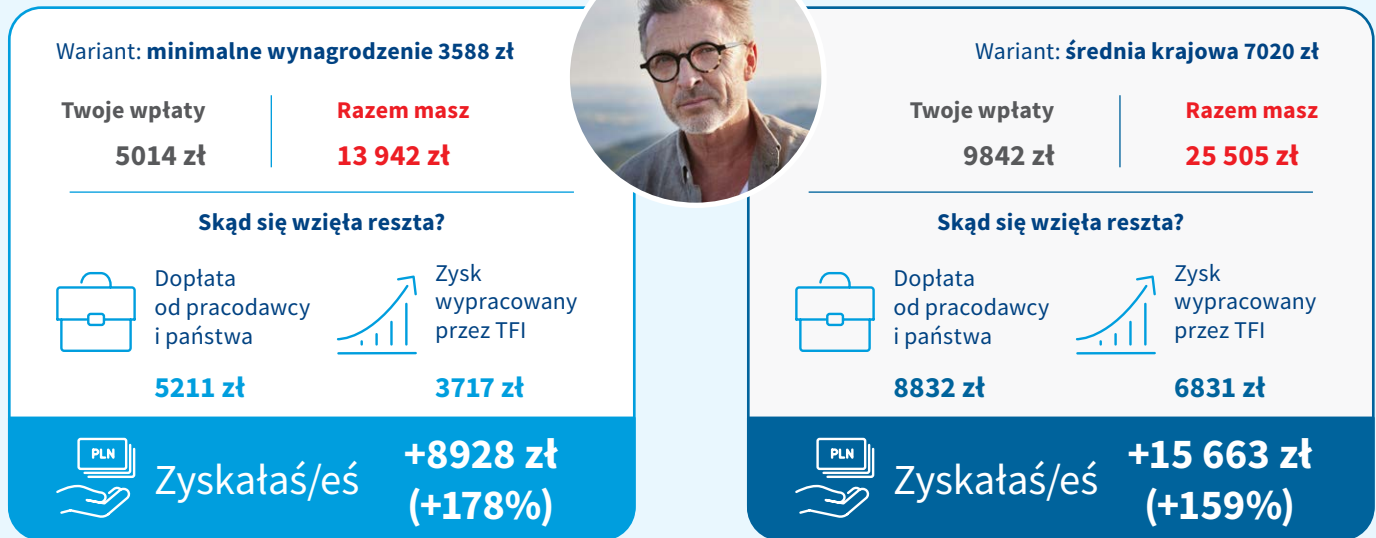 Wariant: minimalne wynagrodzenie 3588 zł
Twoje wpłaty
5014 zł
Razem masz
13 942 zł
Skąd się wzięła reszta?
Dopłata
od pracodawcy
i państwa
5211 zł
Zysk
wypracowany
przez TFI
3717 zł
PLN
Zyskałaś/eś
+8928 zł
(+178%)
Wariant: średnia krajowa 7020 zł
Twoje wpłaty
9842 zł
Razem masz
25 505 zł
Skąd się wzięła reszta?
Dopłata
od pracodawcy
i państwa
8832 zł
Zysk
wypracowany
przez TFI
6831 zł
PLN
Zyskałaś/eś
+15 663 zł
(+159%)